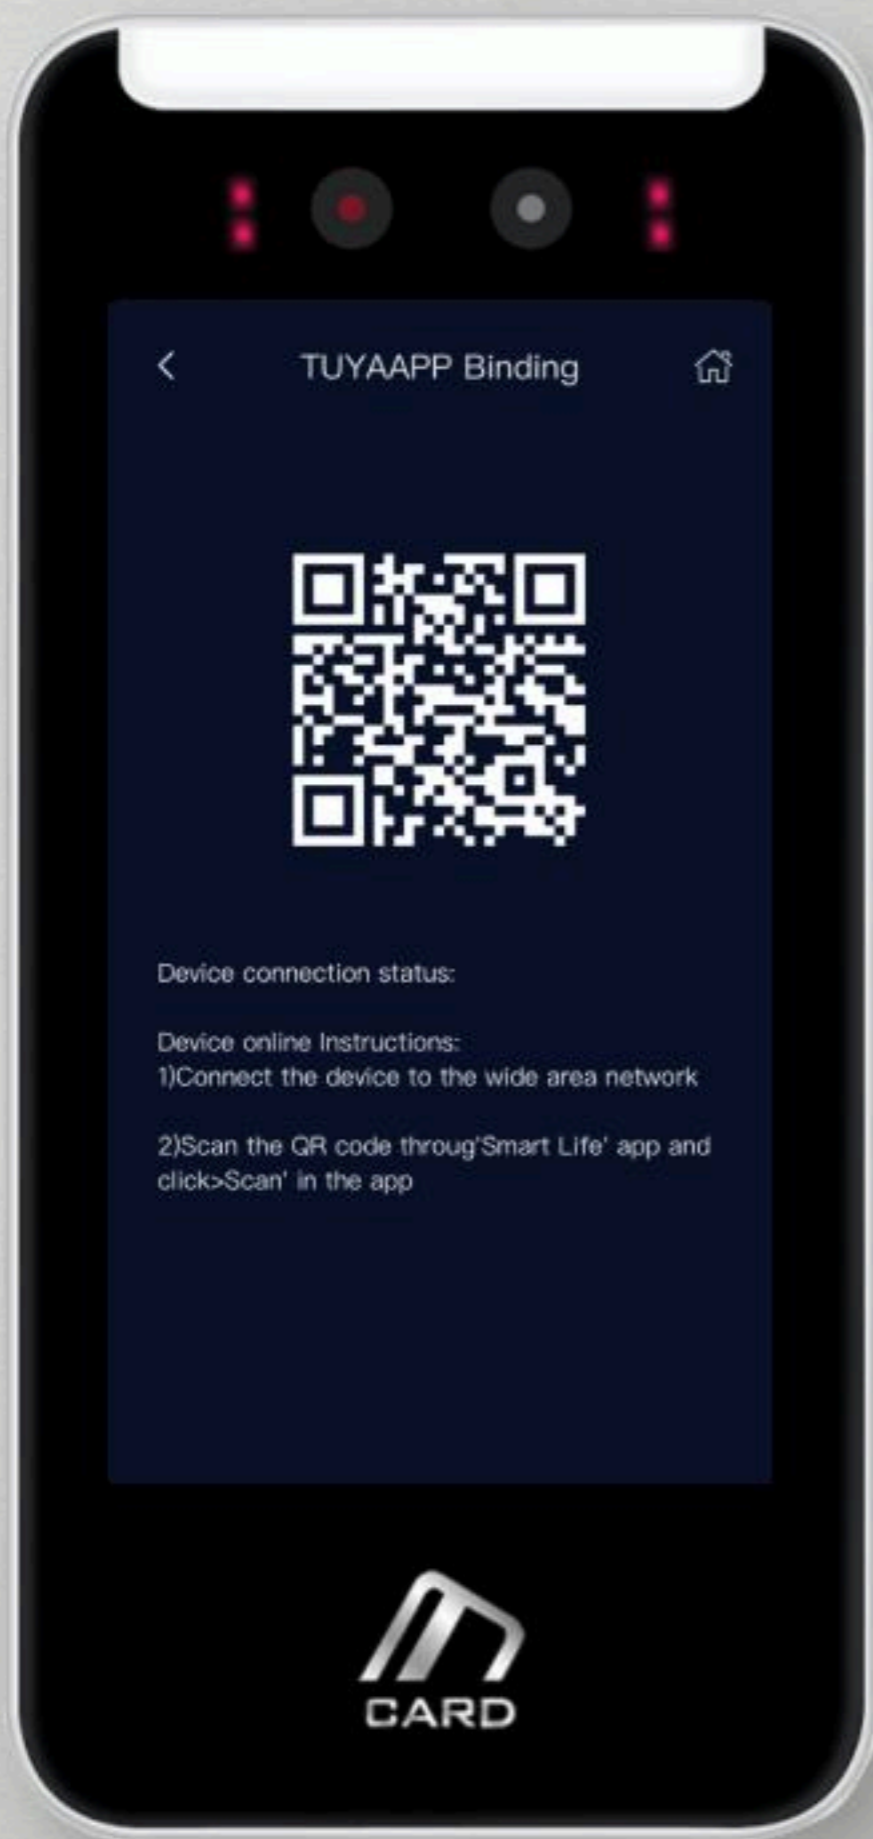 TUYAAPP Binding
Device connection status:
Device online Instructions:
1)Connect the device to the wide area network
2)Scan the QR code throug'Smart Life' app and
click>Scan' in the app
CARD